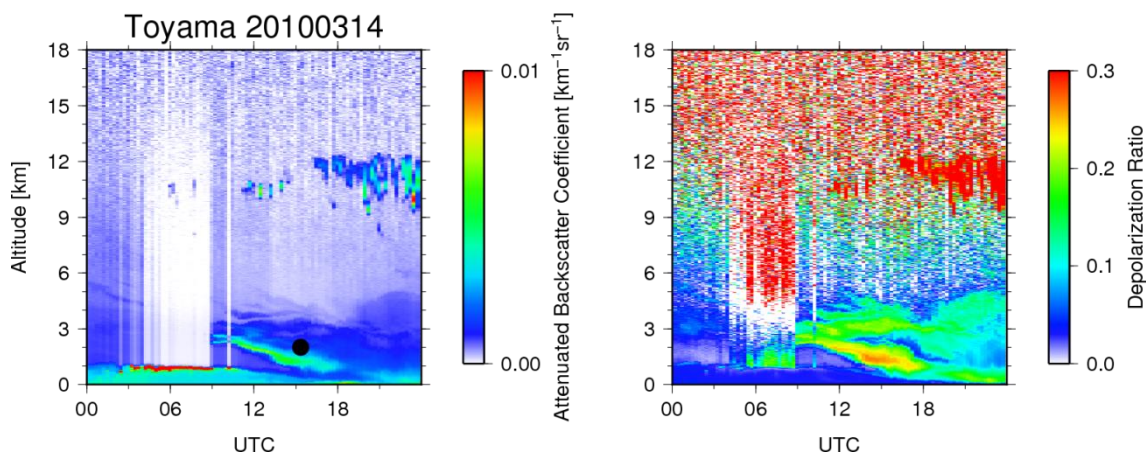 Toyama 20100314
18
15
12
9
6
3
0
Altitude [km]
00 06 12 18
UTC
0.01
0.00
Attenuated Backscatter Coefficient [km⁻¹sr⁻¹]
18
15
12
9
6
3
0
00 06 12 18
UTC
0.3
0.2
0.1
0.0
Depolarization Ratio